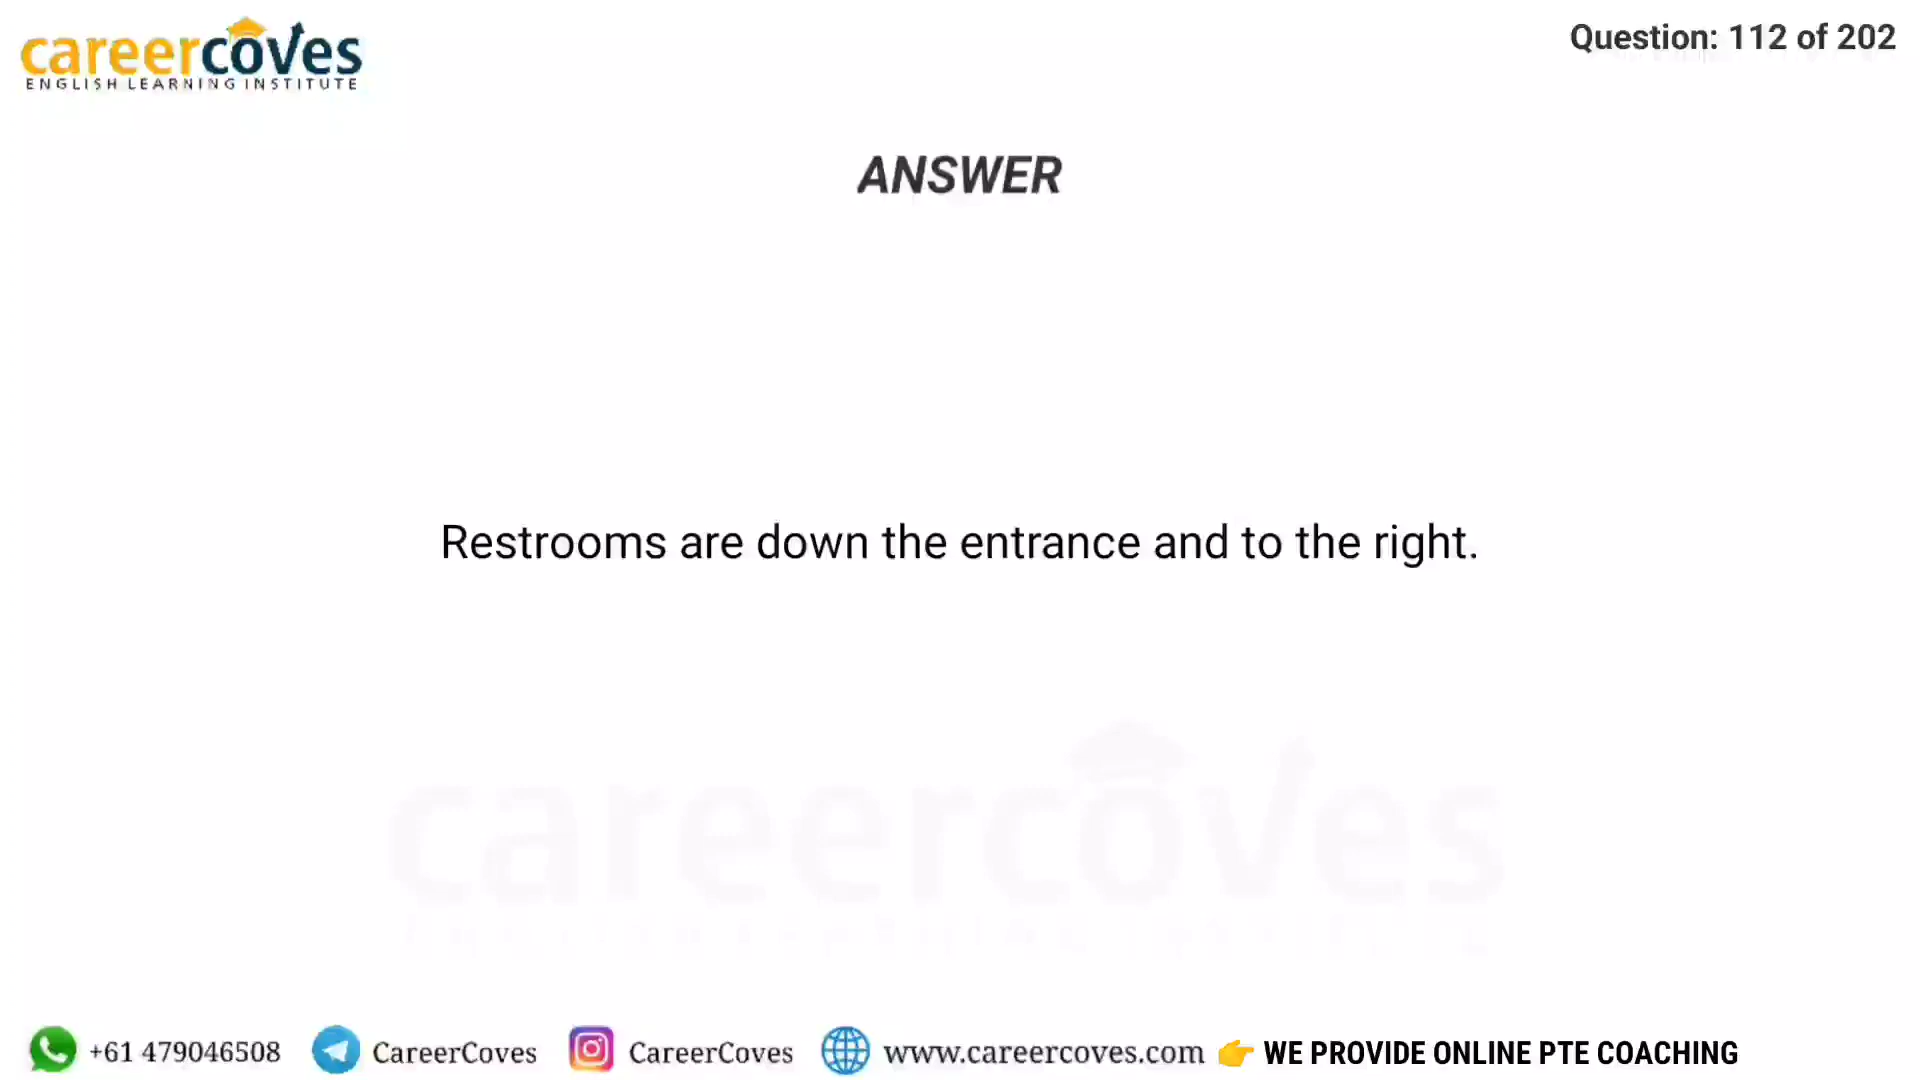 careercoves
ENGLISH LEARNING INSTITUTE
Question: 112 of 202
ANSWER
Restrooms are down the entrance and to the right.
careercoves
+61 479046508 CareerCoves CareerCoves www.careercoves.com 👉 WE PROVIDE ONLINE PTE COACHING